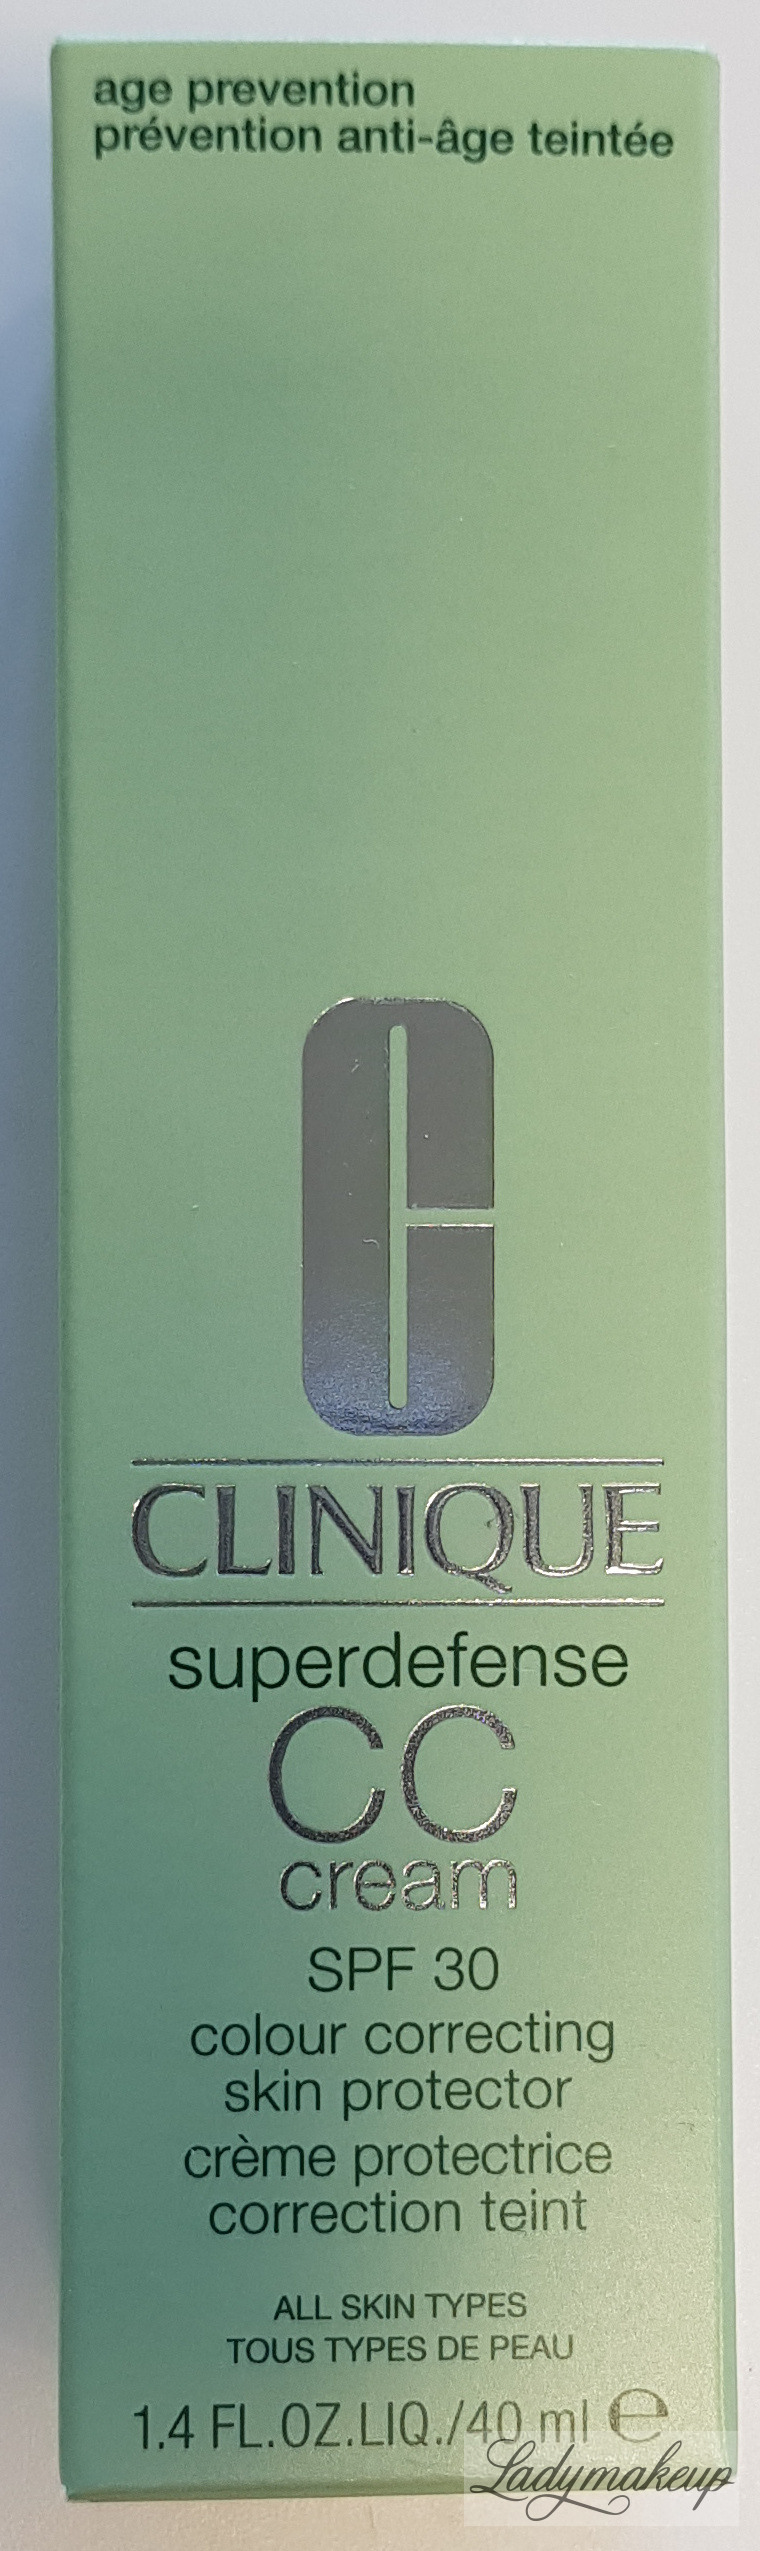 age prevention
prévention anti-âge teintée
C
CLINIQUE
superdefense
CC
cream
SPF 30
colour correcting
skin protector
crème protectrice
correction teint
ALL SKIN TYPES
TOUS TYPES DE PEAU
1.4 FL.OZ.LIQ./40 ml ℮
Ladymakeup